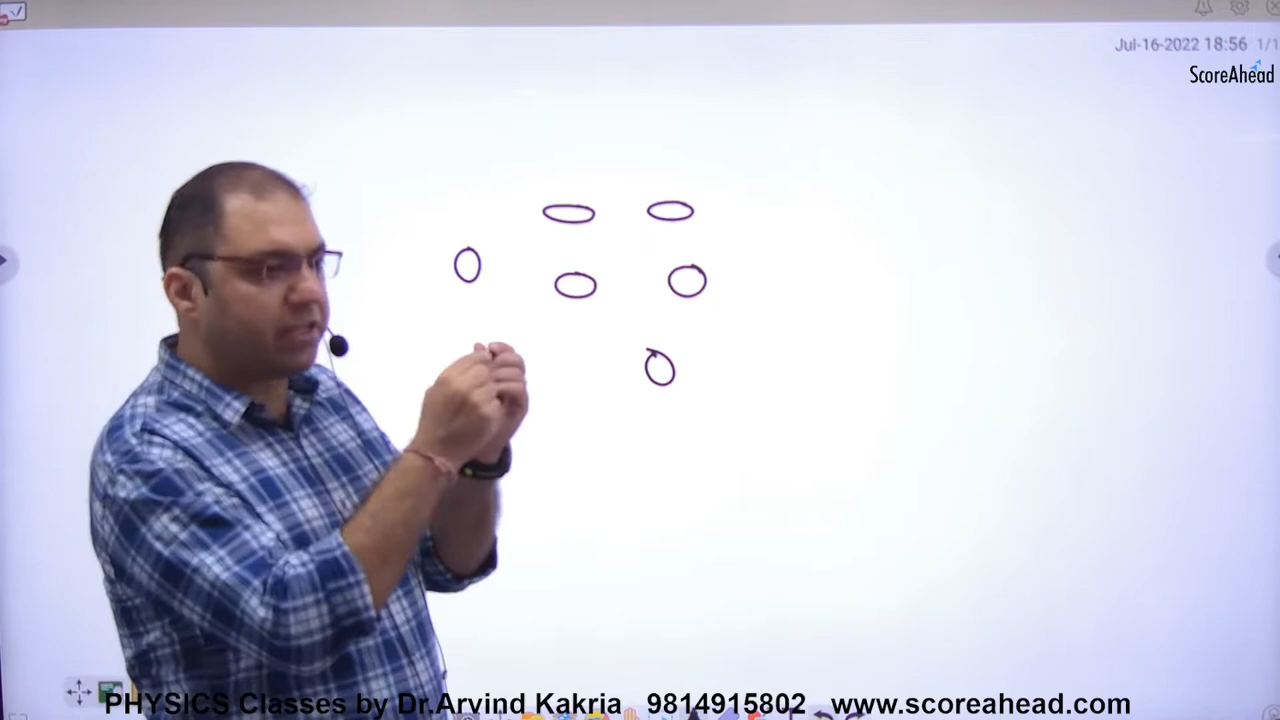 Jul-16-2022 18:56 1/1
ScoreAhead
PHYSICS Classes by Dr.Arvind Kakria 9814915802 www.scoreahead.com